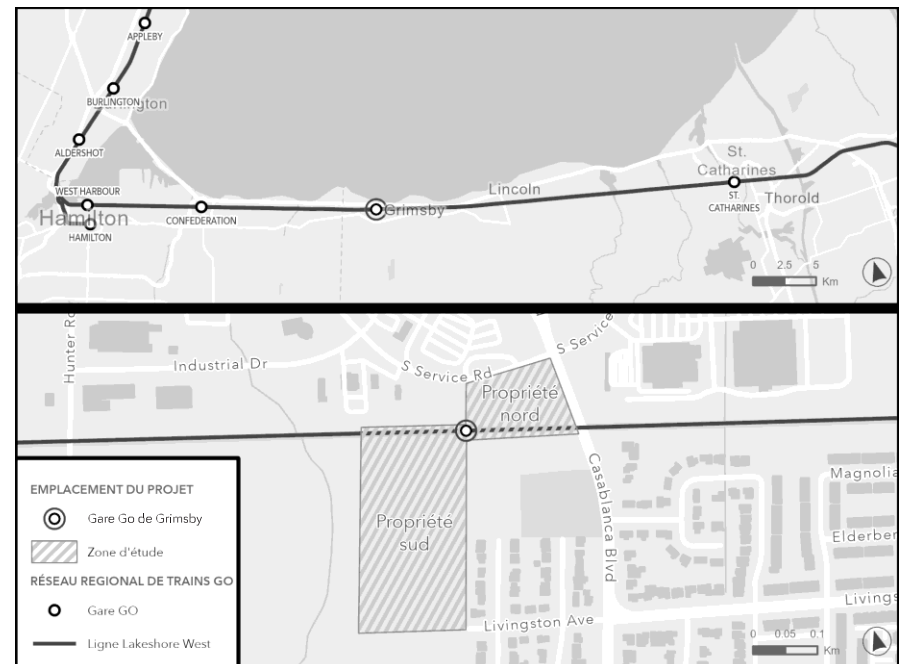 APPLEBY
BURLINGTON
ALDERSHOT
WEST HARBOUR
Hamilton
HAMILTON
CONFEDERATION
Grimsby
Lincoln
St.
Catharines
ST.
CATHARINES
Thorold
0 2.5 5
Km
Hunter Rd
Industrial Dr
S Service Rd
S Service
Propriété
nord
Propriété
sud
Casablanca Blvd
Magnolia
Elderber
Livings
Livingston Ave
EMPLACEMENT DU PROJET
Gare Go de Grimsby
Zone d'étude
RÉSEAU REGIONAL DE TRAINS GO
Gare GO
Ligne Lakeshore West
0 0.05 0.1
Km